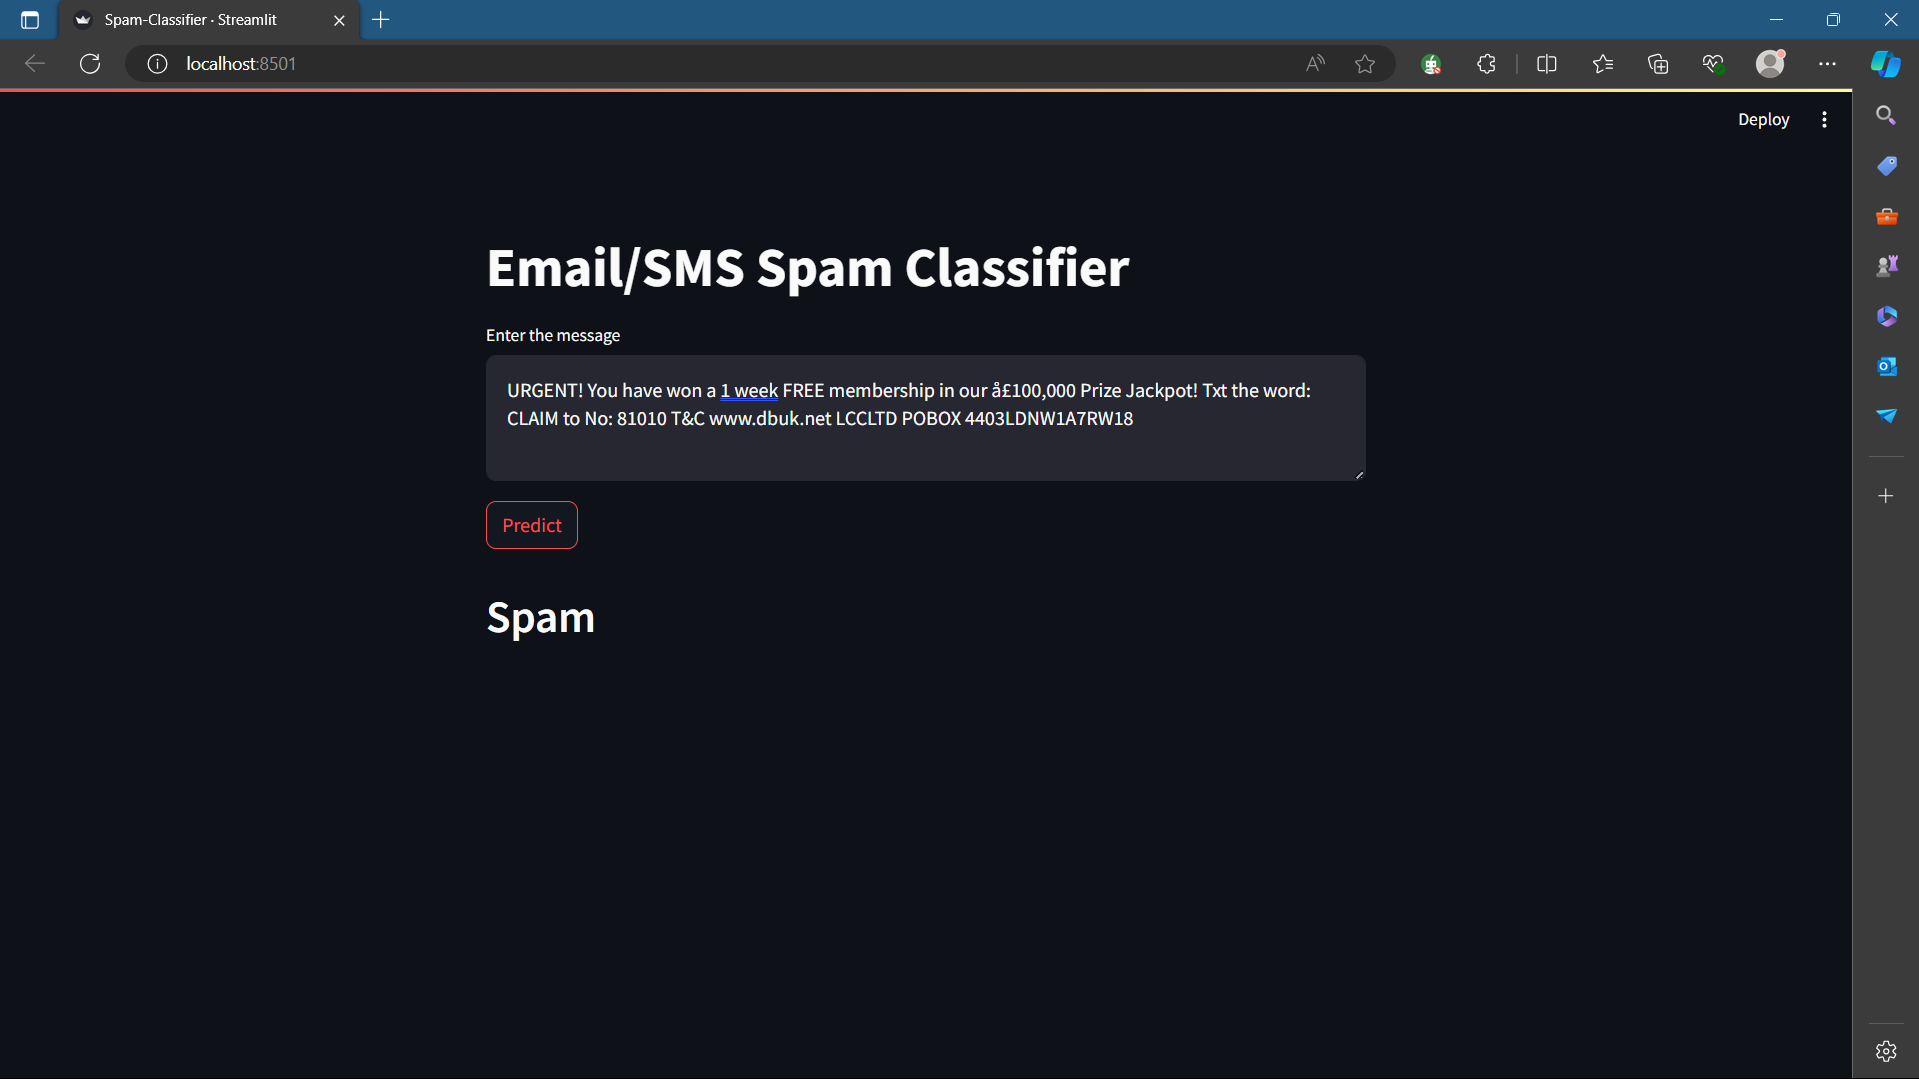 Spam-Classifier · Streamlit
localhost:8501
Deploy
Email/SMS Spam Classifier
Enter the message
URGENT! You have won a 1 week FREE membership in our å£100,000 Prize Jackpot! Txt the word:
CLAIM to No: 81010 T&C www.dbuk.net LCCLTD POBOX 4403LDNW1A7RW18
Predict
Spam